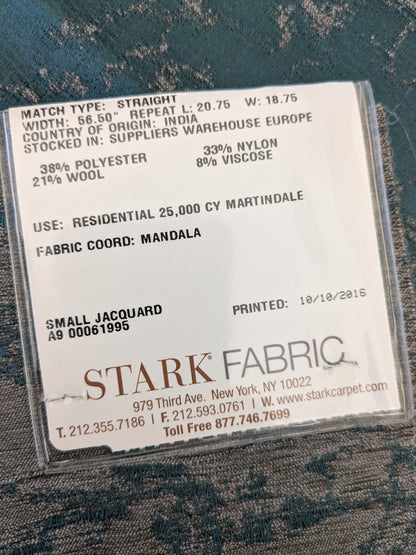 MATCH TYPE: STRAIGHT
WIDTH: 56.50" REPEAT L: 20.75 W: 18.75
COUNTRY OF ORIGIN: INDIA
STOCKED IN: SUPPLIERS WAREHOUSE EUROPE
38% POLYESTER 33% NYLON
21% WOOL 8% VISCOSE
USE: RESIDENTIAL 25,000 CY MARTINDALE
FABRIC COORD: MANDALA
SMALL JACQUARD PRINTED: 10/10/2016
A9 00061995
STARK® FABRIC
979 Third Ave. New York, NY 10022
T. 212.355.7186 | F. 212.593.0761 | W. www.starkcarpet.com
Toll Free 877.746.7699